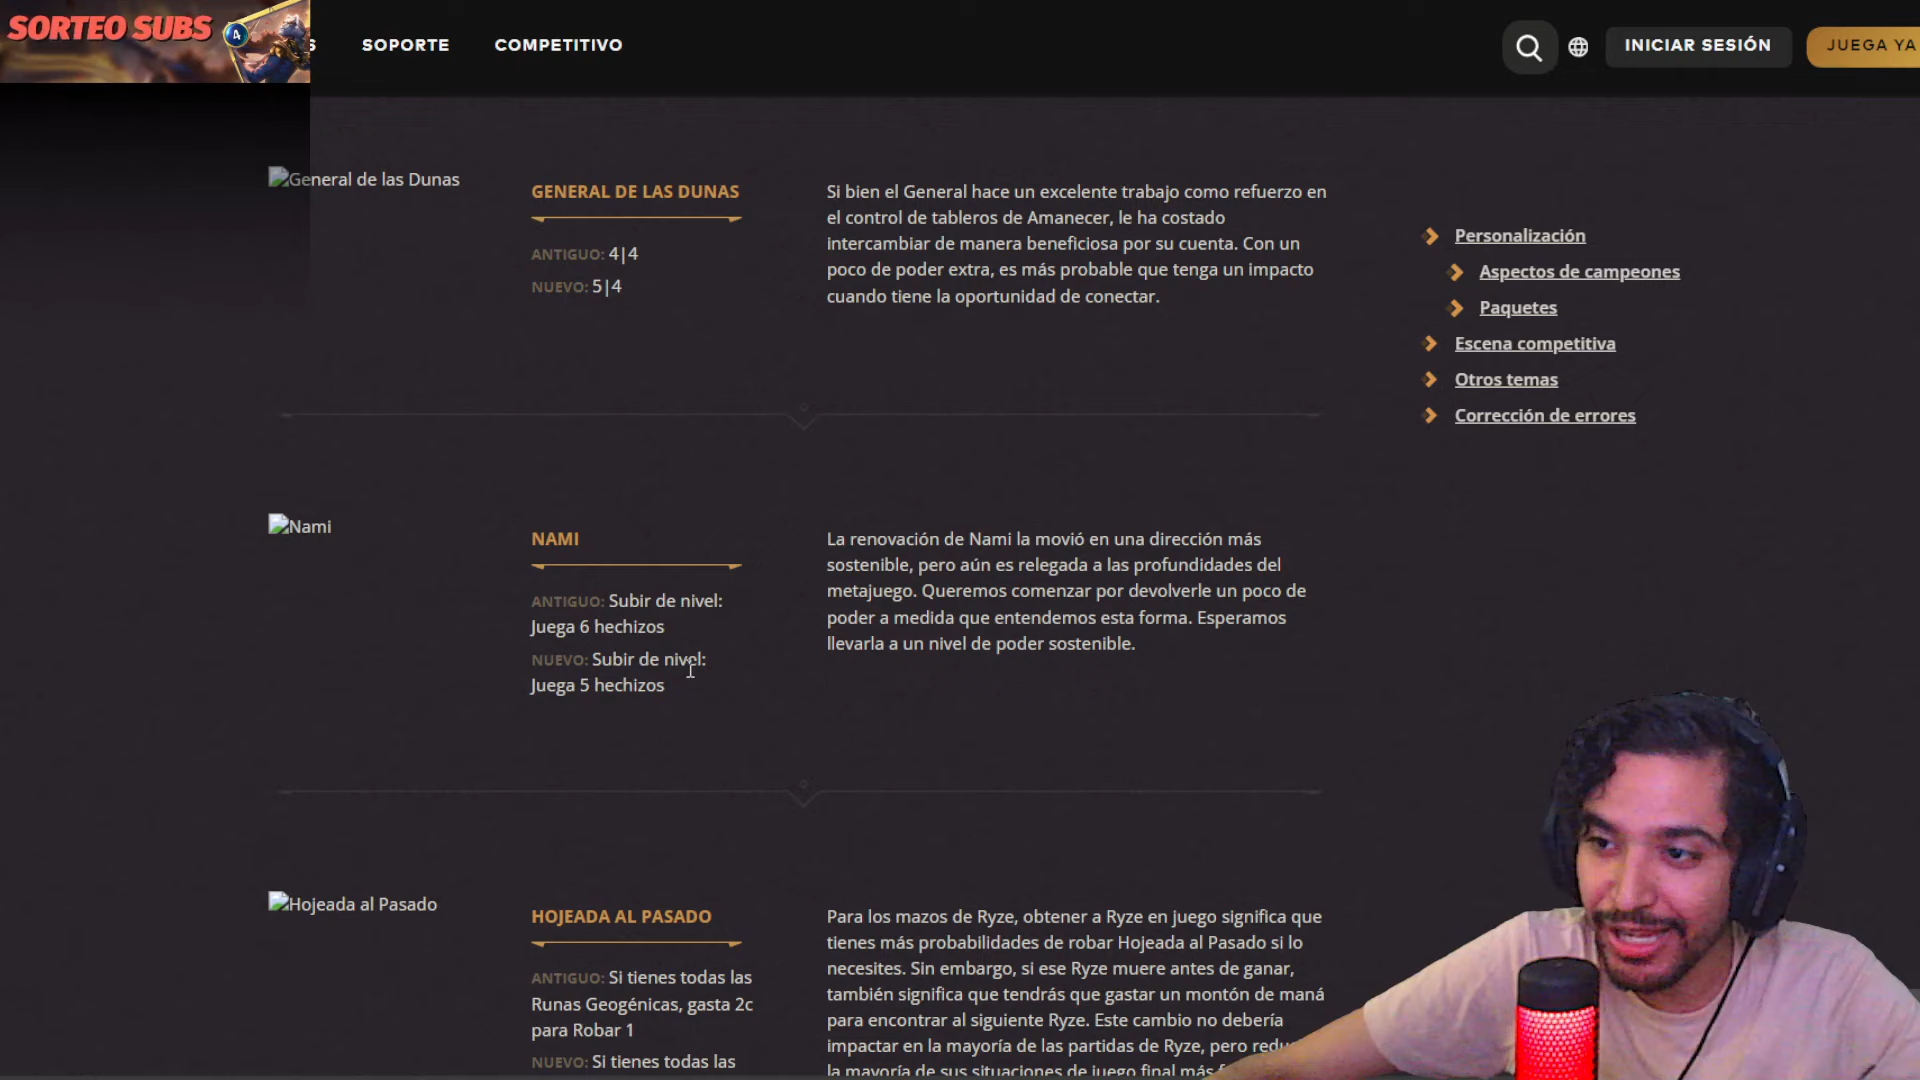 SORTEO SUBS
4
S
SOPORTE
COMPETITIVO
INICIAR SESIÓN
JUEGA YA
General de las Dunas
GENERAL DE LAS DUNAS
ANTIGUO: 4|4
NUEVO: 5|4
Si bien el General hace un excelente trabajo como refuerzo en
el control de tableros de Amanecer, le ha costado
intercambiar de manera beneficiosa por su cuenta. Con un
poco de poder extra, es más probable que tenga un impacto
cuando tiene la oportunidad de conectar.
Personalización
Aspectos de campeones
Paquetes
Escena competitiva
Otros temas
Corrección de errores
Nami
NAMI
ANTIGUO: Subir de nivel:
Juega 6 hechizos
NUEVO: Subir de nivel:
Juega 5 hechizos
La renovación de Nami la movió en una dirección más
sostenible, pero aún es relegada a las profundidades del
metajuego. Queremos comenzar por devolverle un poco de
poder a medida que entendemos esta forma. Esperamos
llevarla a un nivel de poder sostenible.
Hojeada al Pasado
HOJEADA AL PASADO
ANTIGUO: Si tienes todas las
Runas Geogénicas, gasta 2c
para Robar 1
NUEVO: Si tienes todas las
Para los mazos de Ryze, obtener a Ryze en juego significa que
tienes más probabilidades de robar Hojeada al Pasado si lo
necesites. Sin embargo, si ese Ryze muere antes de ganar,
también significa que tendrás que gastar un montón de maná
para encontrar al siguiente Ryze. Este cambio no debería
impactar en la mayoría de las partidas de Ryze, pero
la mayoría de sus situaciones de juego final más